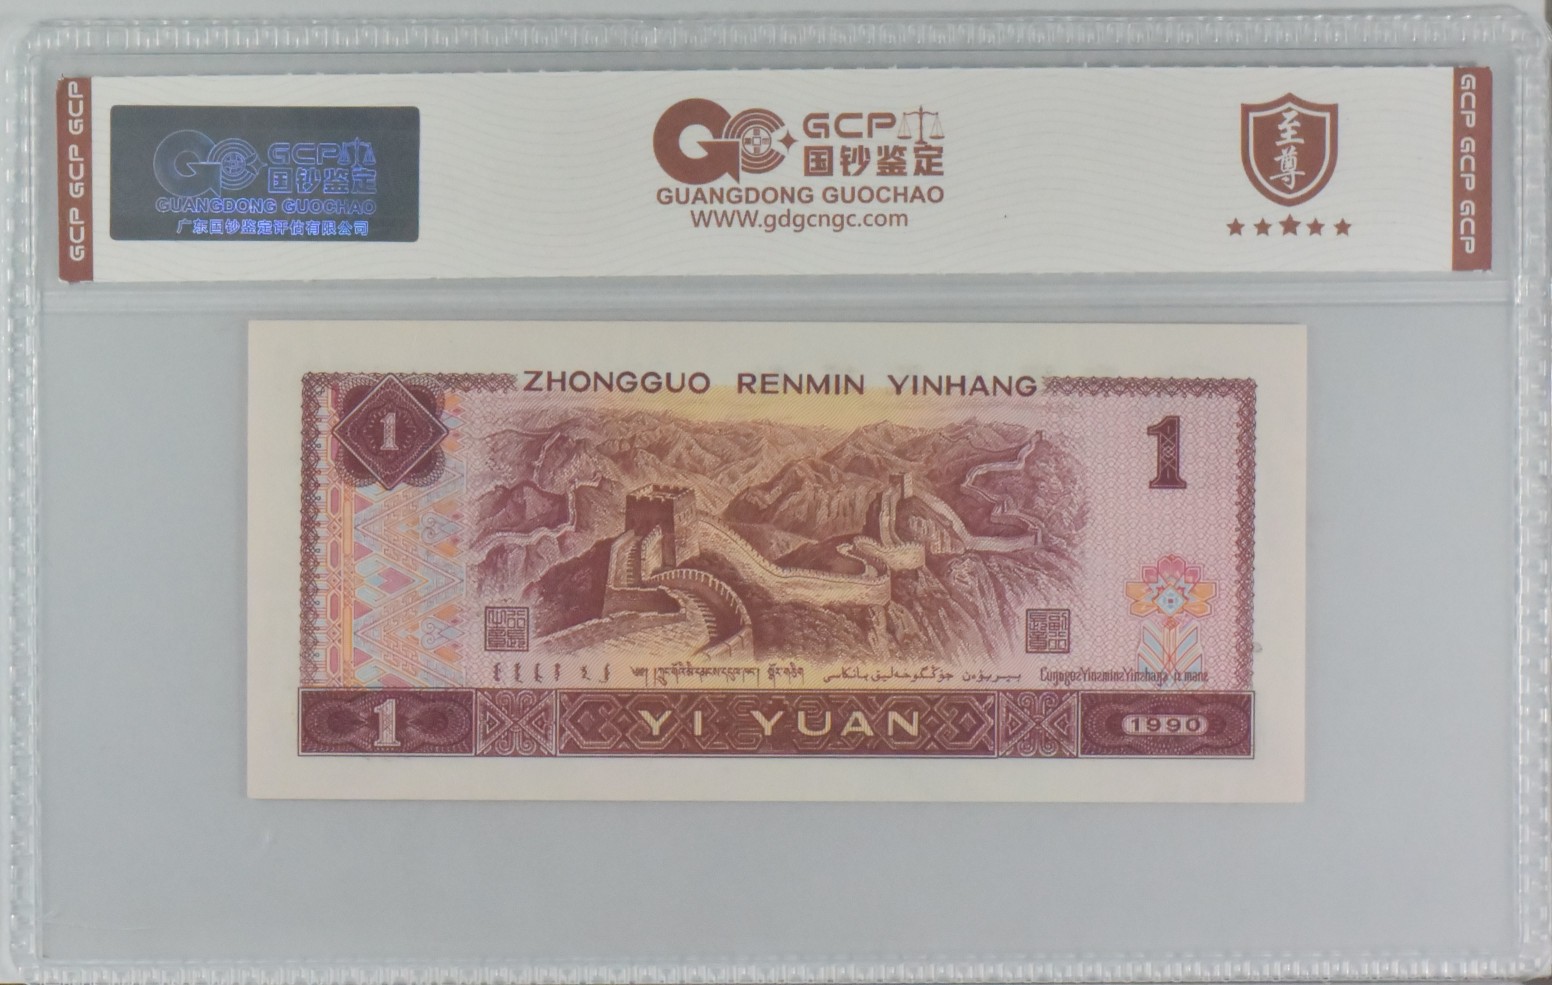 GCP GCP GCP
GCP
国钞鉴定
GUANGDONG GUOCHAO
广东国钞鉴定评估有限公司
GCP
国钞鉴定
GUANGDONG GUOCHAO
WWW.gdgcngc.com
至尊
GCP GCP GCP
ZHONGGUO RENMIN YINHANG
1
1
1
YI YUAN
1990